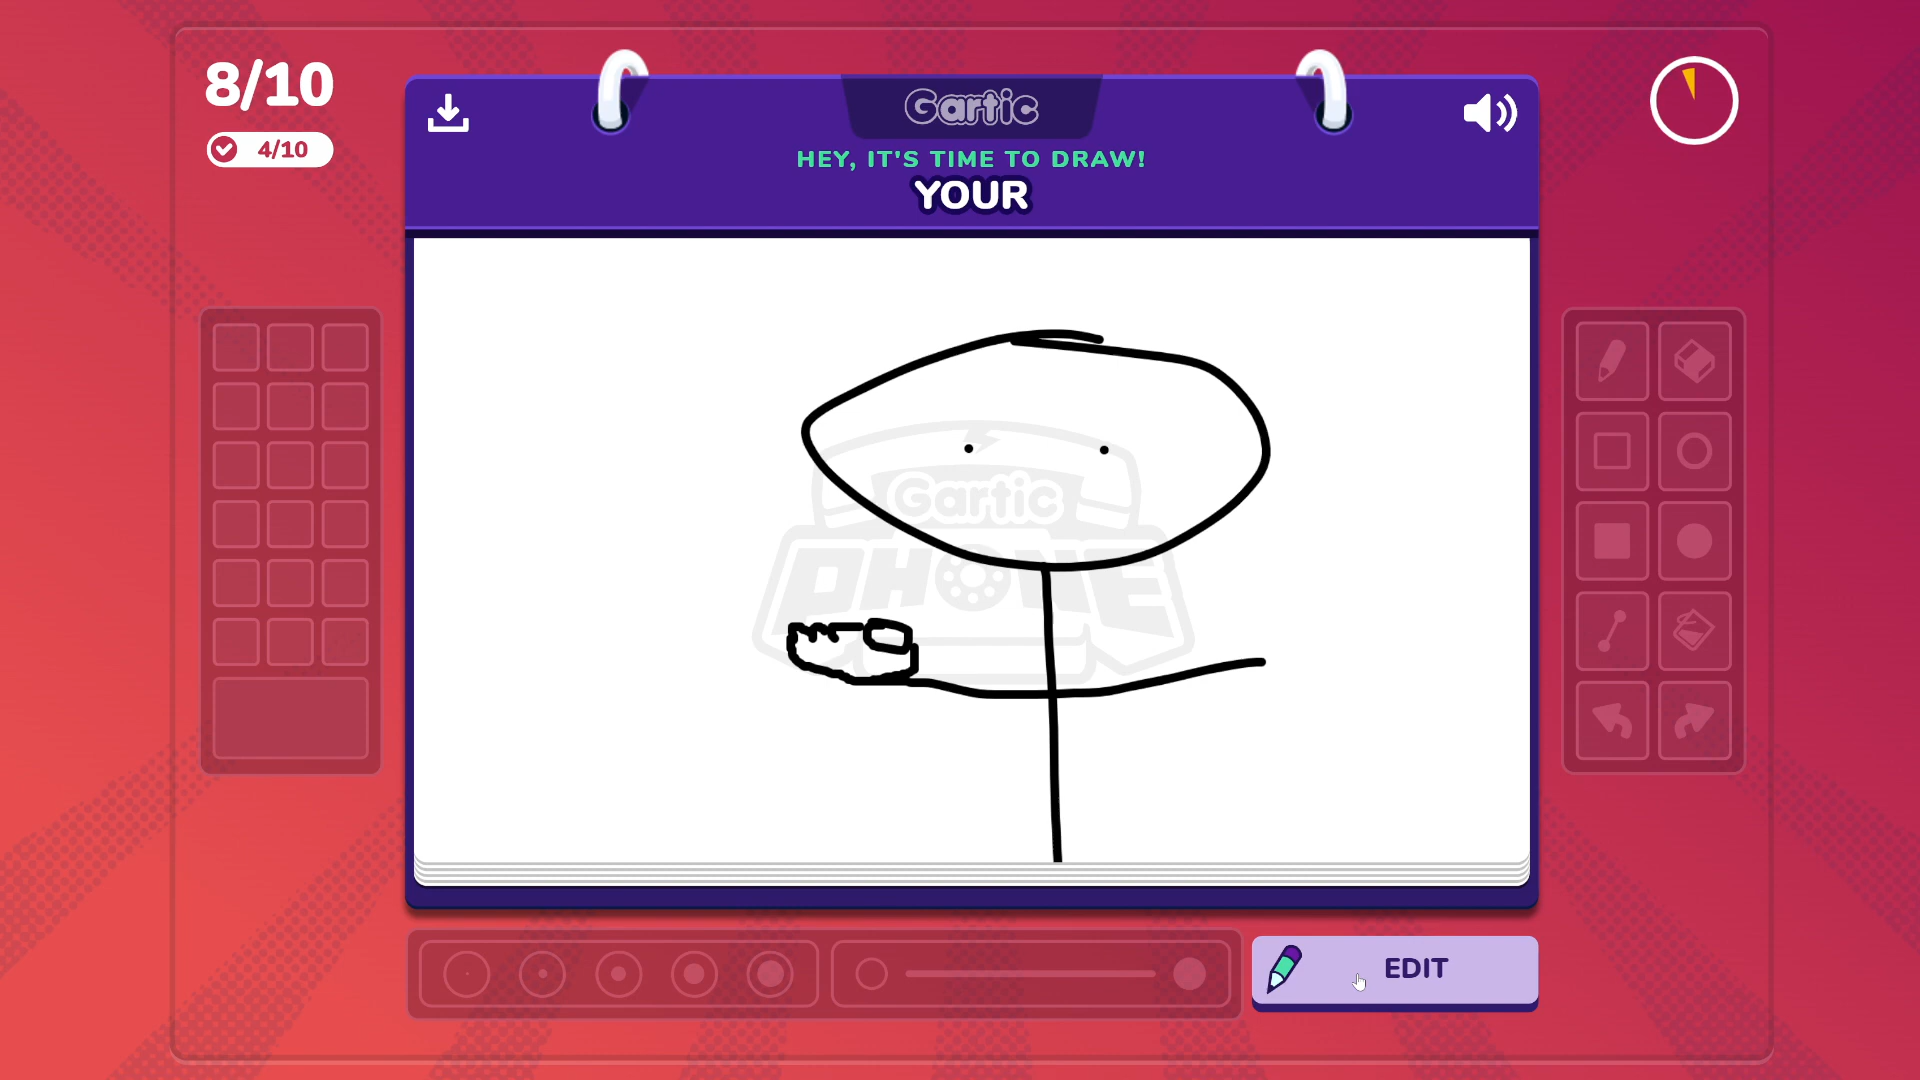 8/10
4/10
Gartic
HEY, IT'S TIME TO DRAW!
YOUR
Gartic
PHONE
EDIT